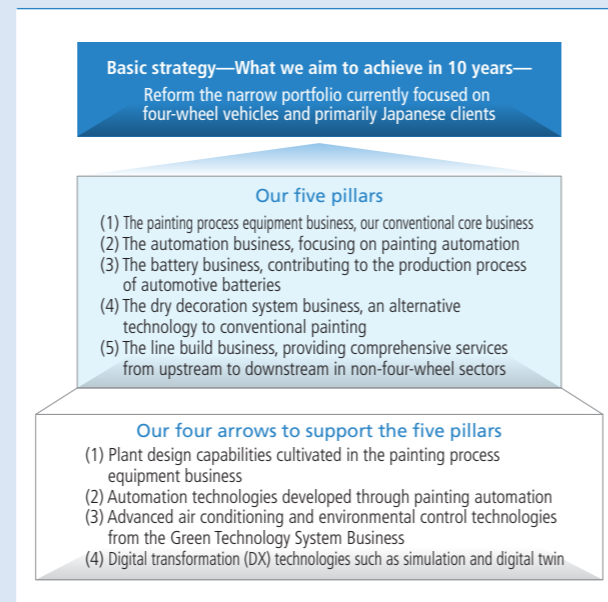 Basic strategy—What we aim to achieve in 10 years—
Reform the narrow portfolio currently focused on
four-wheel vehicles and primarily Japanese clients
Our five pillars
(1) The painting process equipment business, our conventional core business
(2) The automation business, focusing on painting automation
(3) The battery business, contributing to the production process
of automotive batteries
(4) The dry decoration system business, an alternative
technology to conventional painting
(5) The line build business, providing comprehensive services
from upstream to downstream in non-four-wheel sectors
Our four arrows to support the five pillars
(1) Plant design capabilities cultivated in the painting process
equipment business
(2) Automation technologies developed through painting automation
(3) Advanced air conditioning and environmental control technologies
from the Green Technology System Business
(4) Digital transformation (DX) technologies such as simulation and digital twin